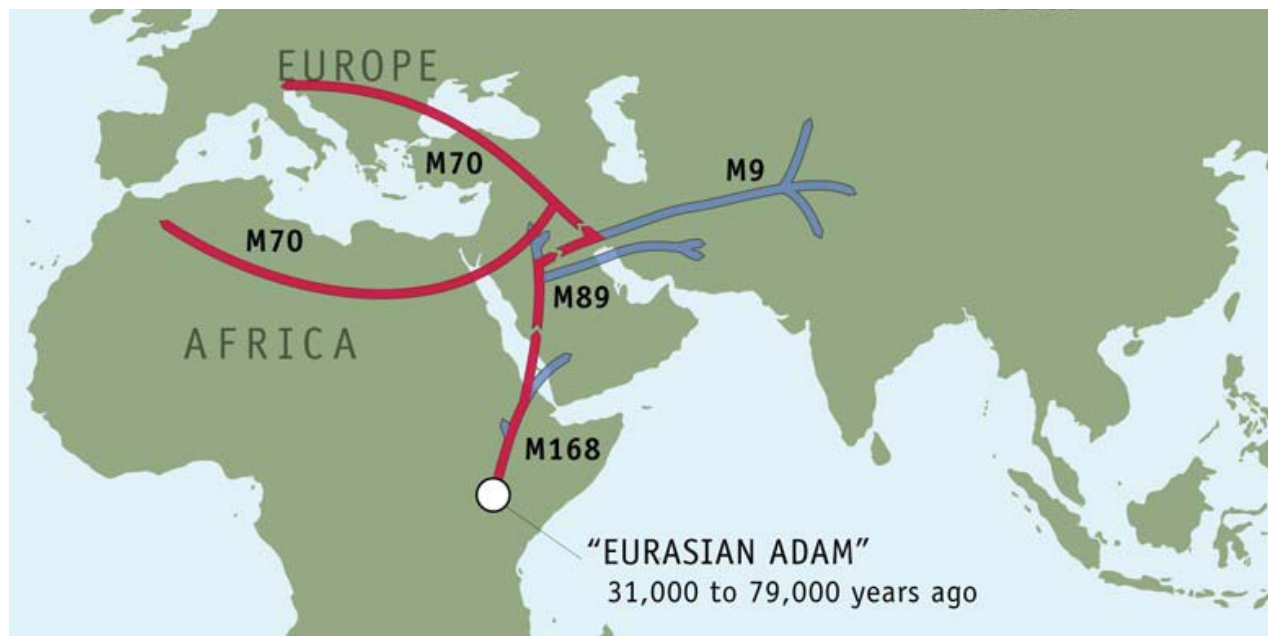 EUROPE
M70
M9
M70
M89
AFRICA
M168
“EURASIAN ADAM”
31,000 to 79,000 years ago